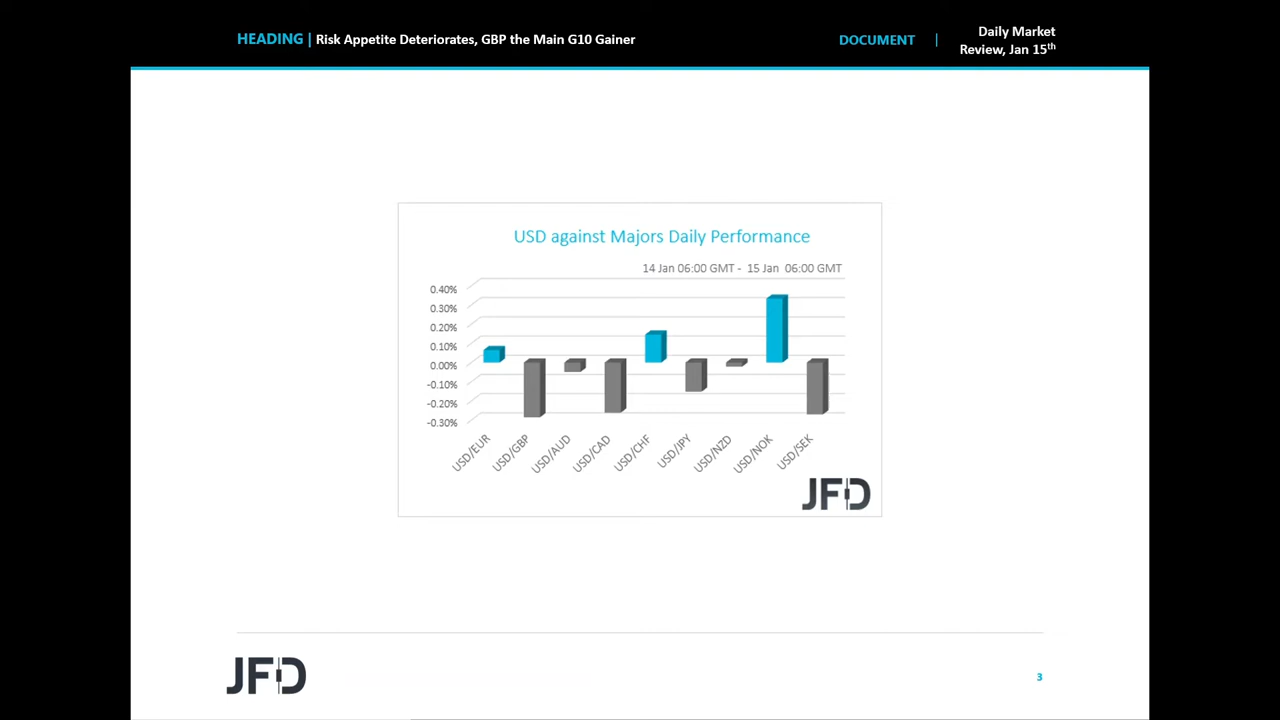 HEADING | Risk Appetite Deteriorates, GBP the Main G10 Gainer
DOCUMENT |
Daily Market
Review, Jan 15th
USD against Majors Daily Performance
14 Jan 06:00 GMT - 15 Jan 06:00 GMT
0.40%
0.30%
0.20%
0.10%
0.00%
-0.10%
-0.20%
-0.30%
USD/EUR
USD/GBP
USD/AUD
USD/CAD
USD/CHF
USD/JPY
USD/NZD
USD/NOK
USD/SEK
JFD
JFD
3